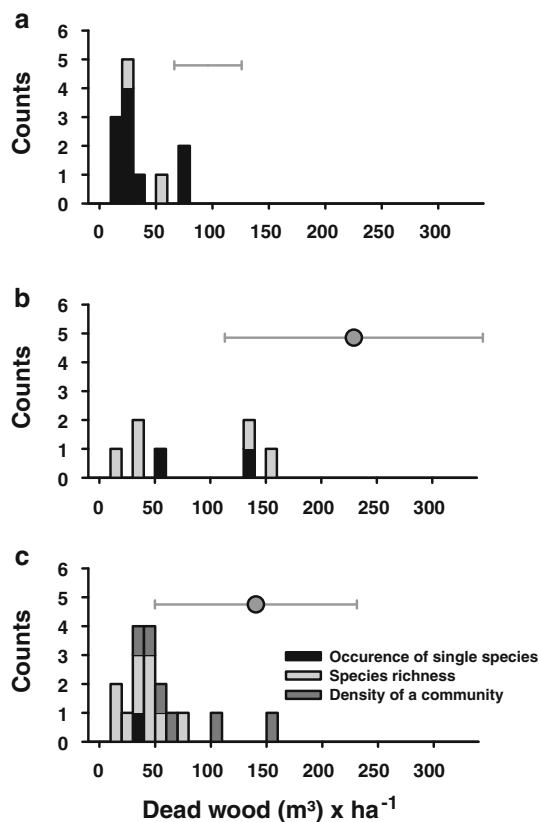 a
6
5
4
3
2
1
0
Counts
0 50 100 150 200 250 300
b
6
5
4
3
2
1
0
Counts
0 50 100 150 200 250 300
c
6
5
4
3
2
1
0
Counts
Occurence of single species
Species richness
Density of a community
0 50 100 150 200 250 300
Dead wood (m³) x ha⁻¹